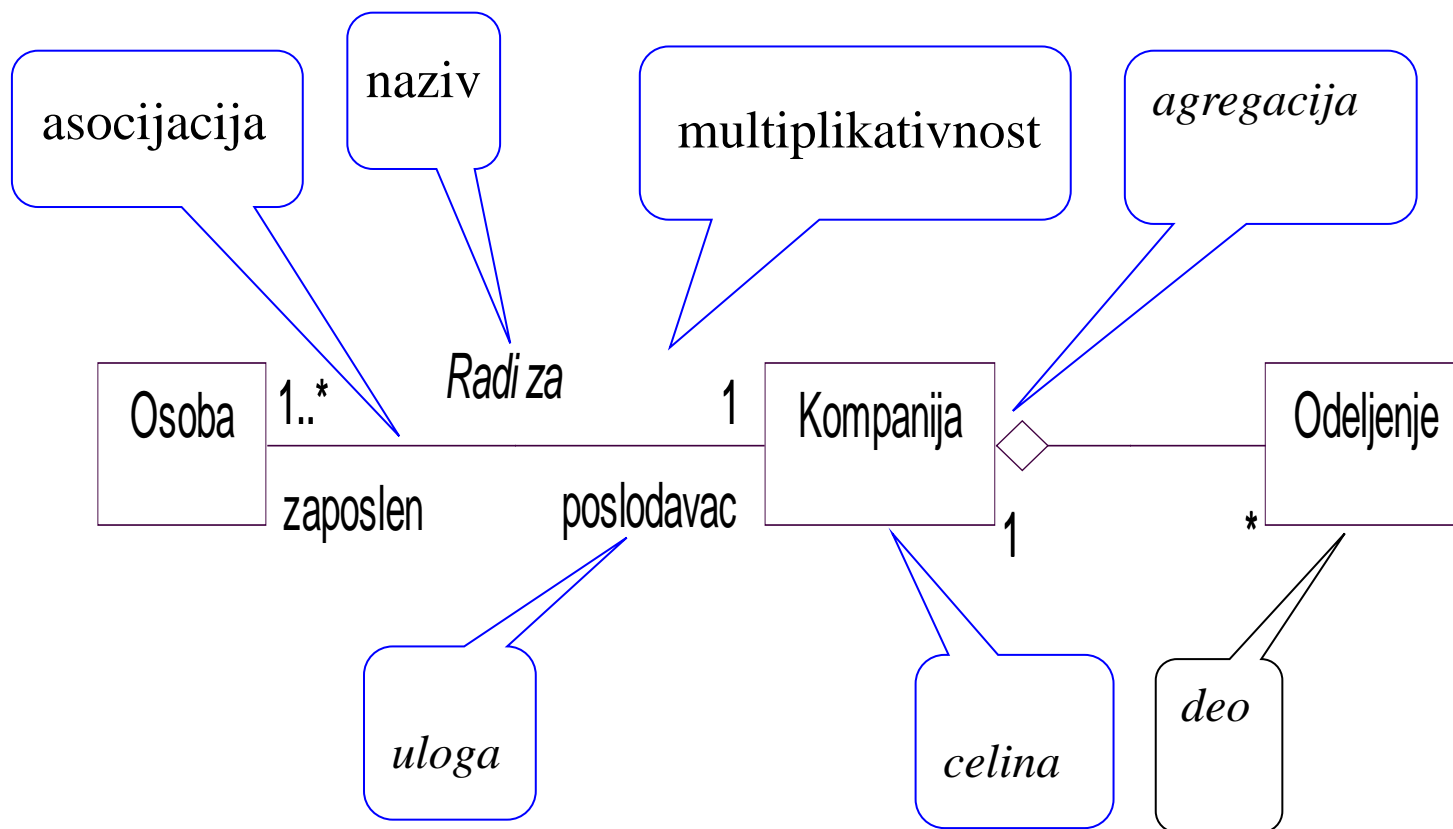 naziv
asocijacija
multiplikativnost
agregacija
Radi za
Osoba
1..*
1
Kompanija
Odeljenje
zaposlen
poslodavac
1
*
uloga
celina
deo